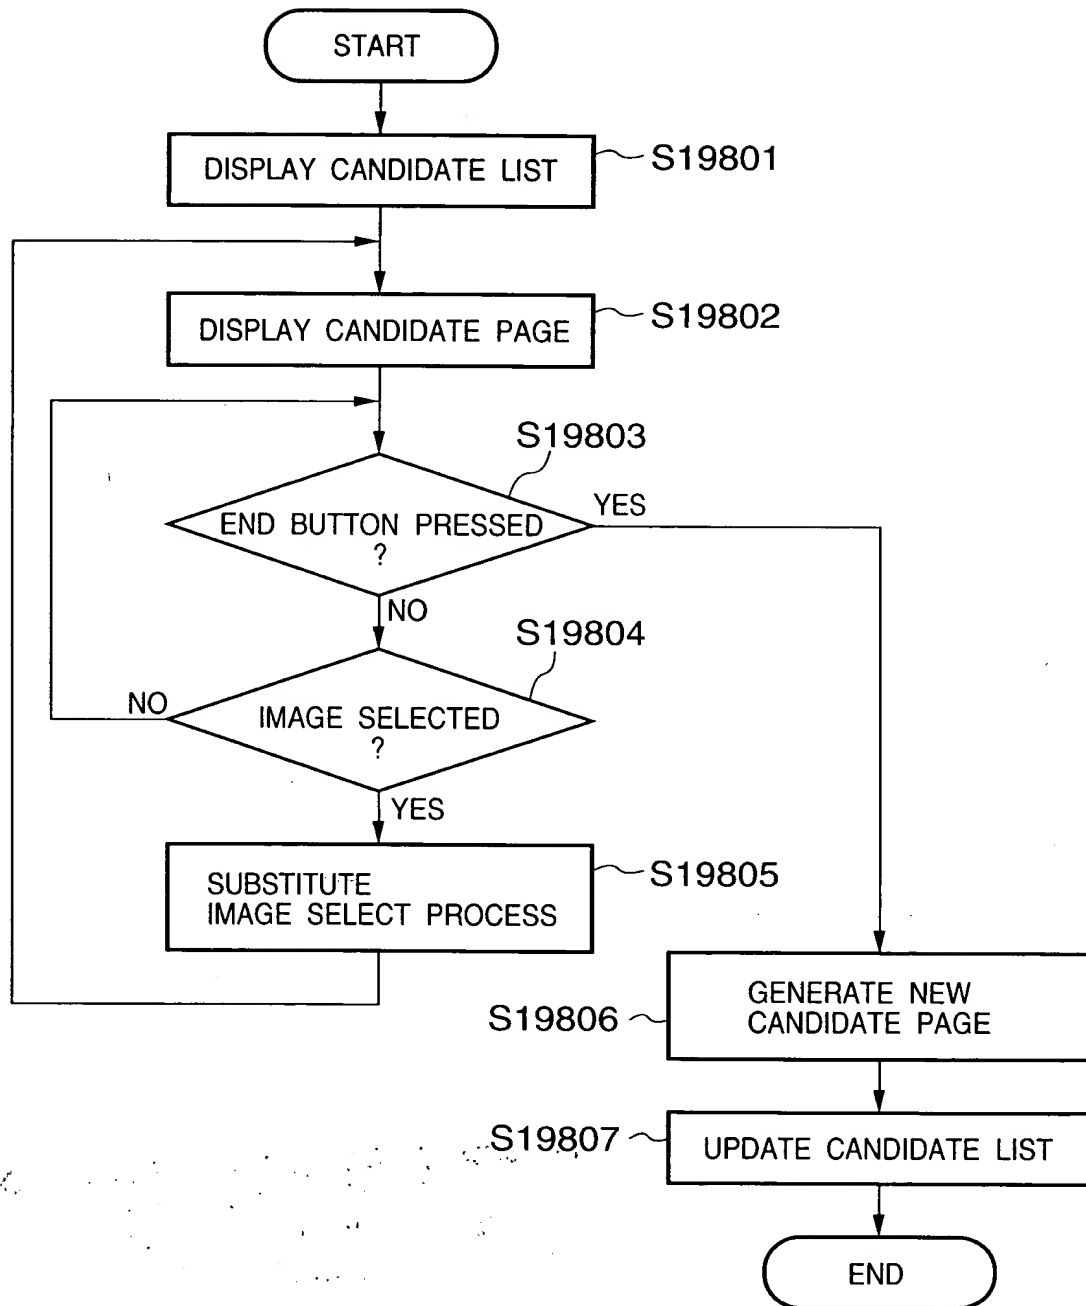 START
DISPLAY CANDIDATE LIST
S19801
DISPLAY CANDIDATE PAGE
S19802
S19803
END BUTTON PRESSED
?
YES
NO
S19804
IMAGE SELECTED
?
NO
YES
SUBSTITUTE
IMAGE SELECT PROCESS
S19805
GENERATE NEW
CANDIDATE PAGE
S19806
S19807
UPDATE CANDIDATE LIST
END